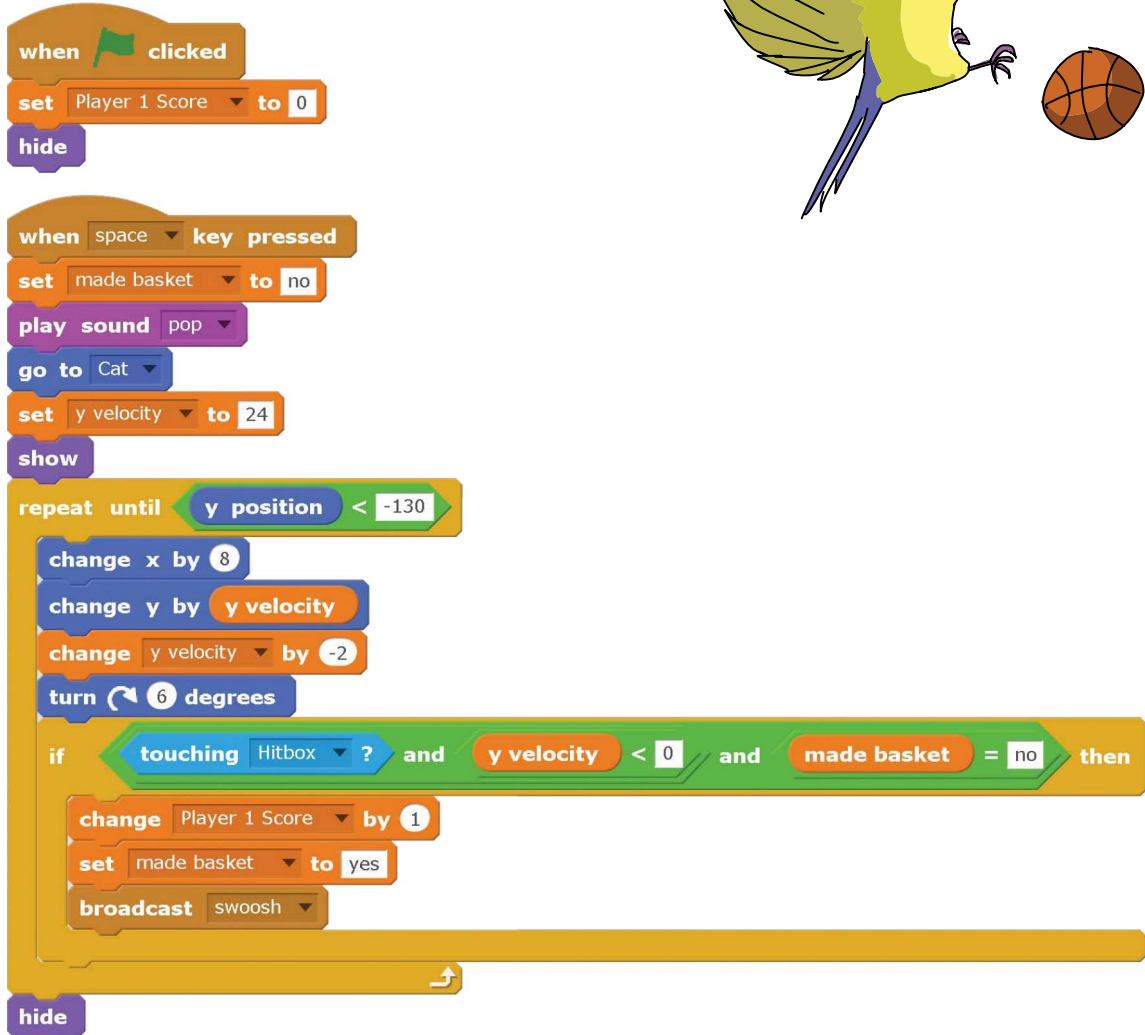 when clicked
set Player 1 Score to 0
hide
when space key pressed
set made basket to no
play sound pop
go to Cat
set y velocity to 24
show
repeat until y position < -130
change x by 8
change y by y velocity
change y velocity by -2
turn 6 degrees
if touching Hitbox ? and y velocity < 0 and made basket = no then
change Player 1 Score by 1
set made basket to yes
broadcast swoosh
hide